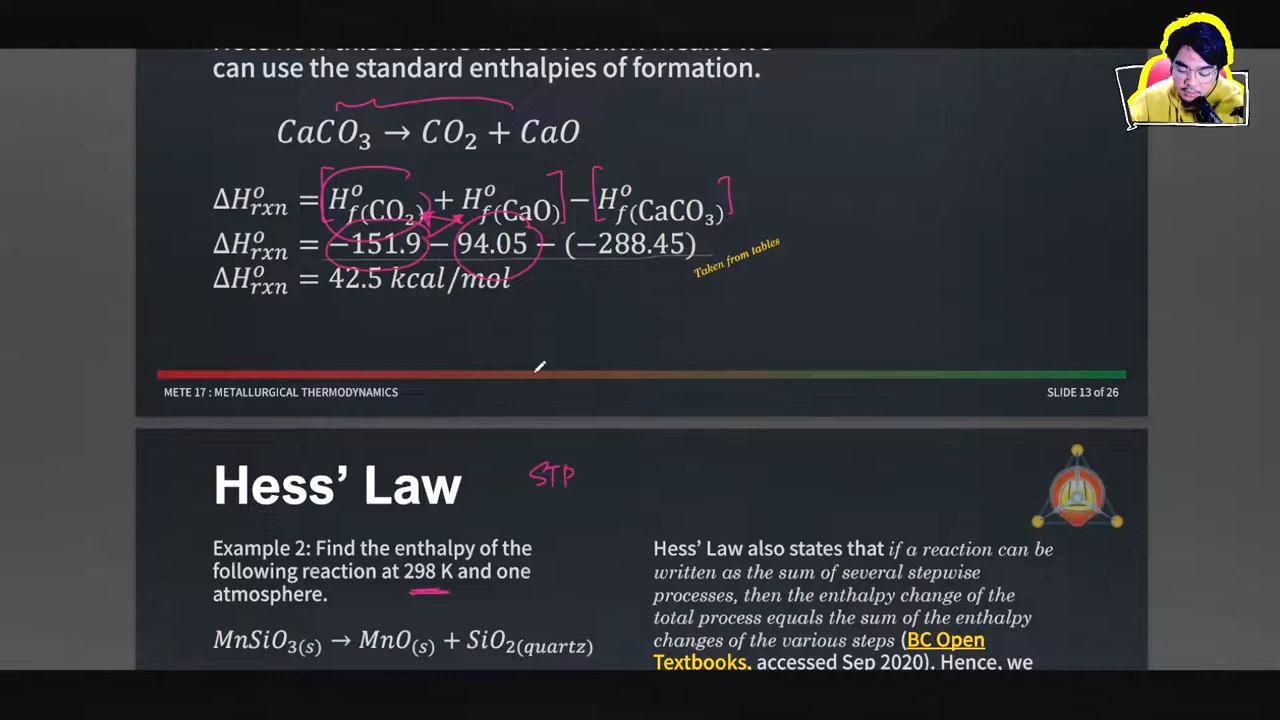 can use the standard enthalpies of formation.
CaCO₃ → CO₂ + CaO
ΔH°rxn = [H°f(CO₂) + H°f(CaO)] − [H°f(CaCO₃)]
ΔH°rxn = −151.9 − 94.05 − (−288.45)
Taken from tables
ΔH°rxn = 42.5 kcal/mol
METE 17 : METALLURGICAL THERMODYNAMICS
SLIDE 13 of 26
Hess' Law
STP
Example 2: Find the enthalpy of the
following reaction at 298 K and one
atmosphere.
MnSiO₃(s) → MnO(s) + SiO₂(quartz)
Hess' Law also states that if a reaction can be
written as the sum of several stepwise
processes, then the enthalpy change of the
total process equals the sum of the enthalpy
changes of the various steps (BC Open
Textbooks, accessed Sep 2020). Hence, we